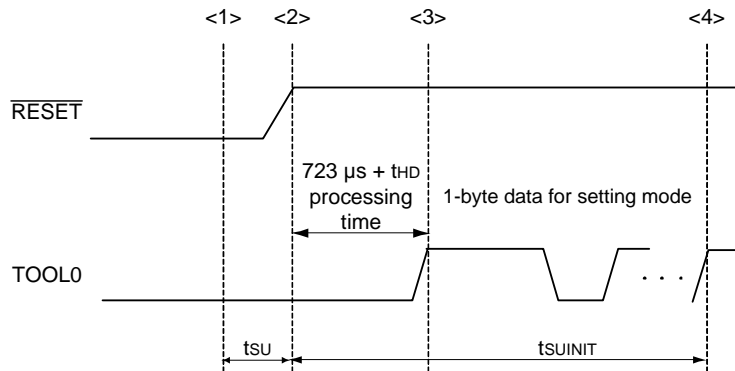 <1> <2> <3> <4>
RESET
723 µs + tHD
processing
time
1-byte data for setting mode
TOOL0
. . .
tSU
tSUINIT